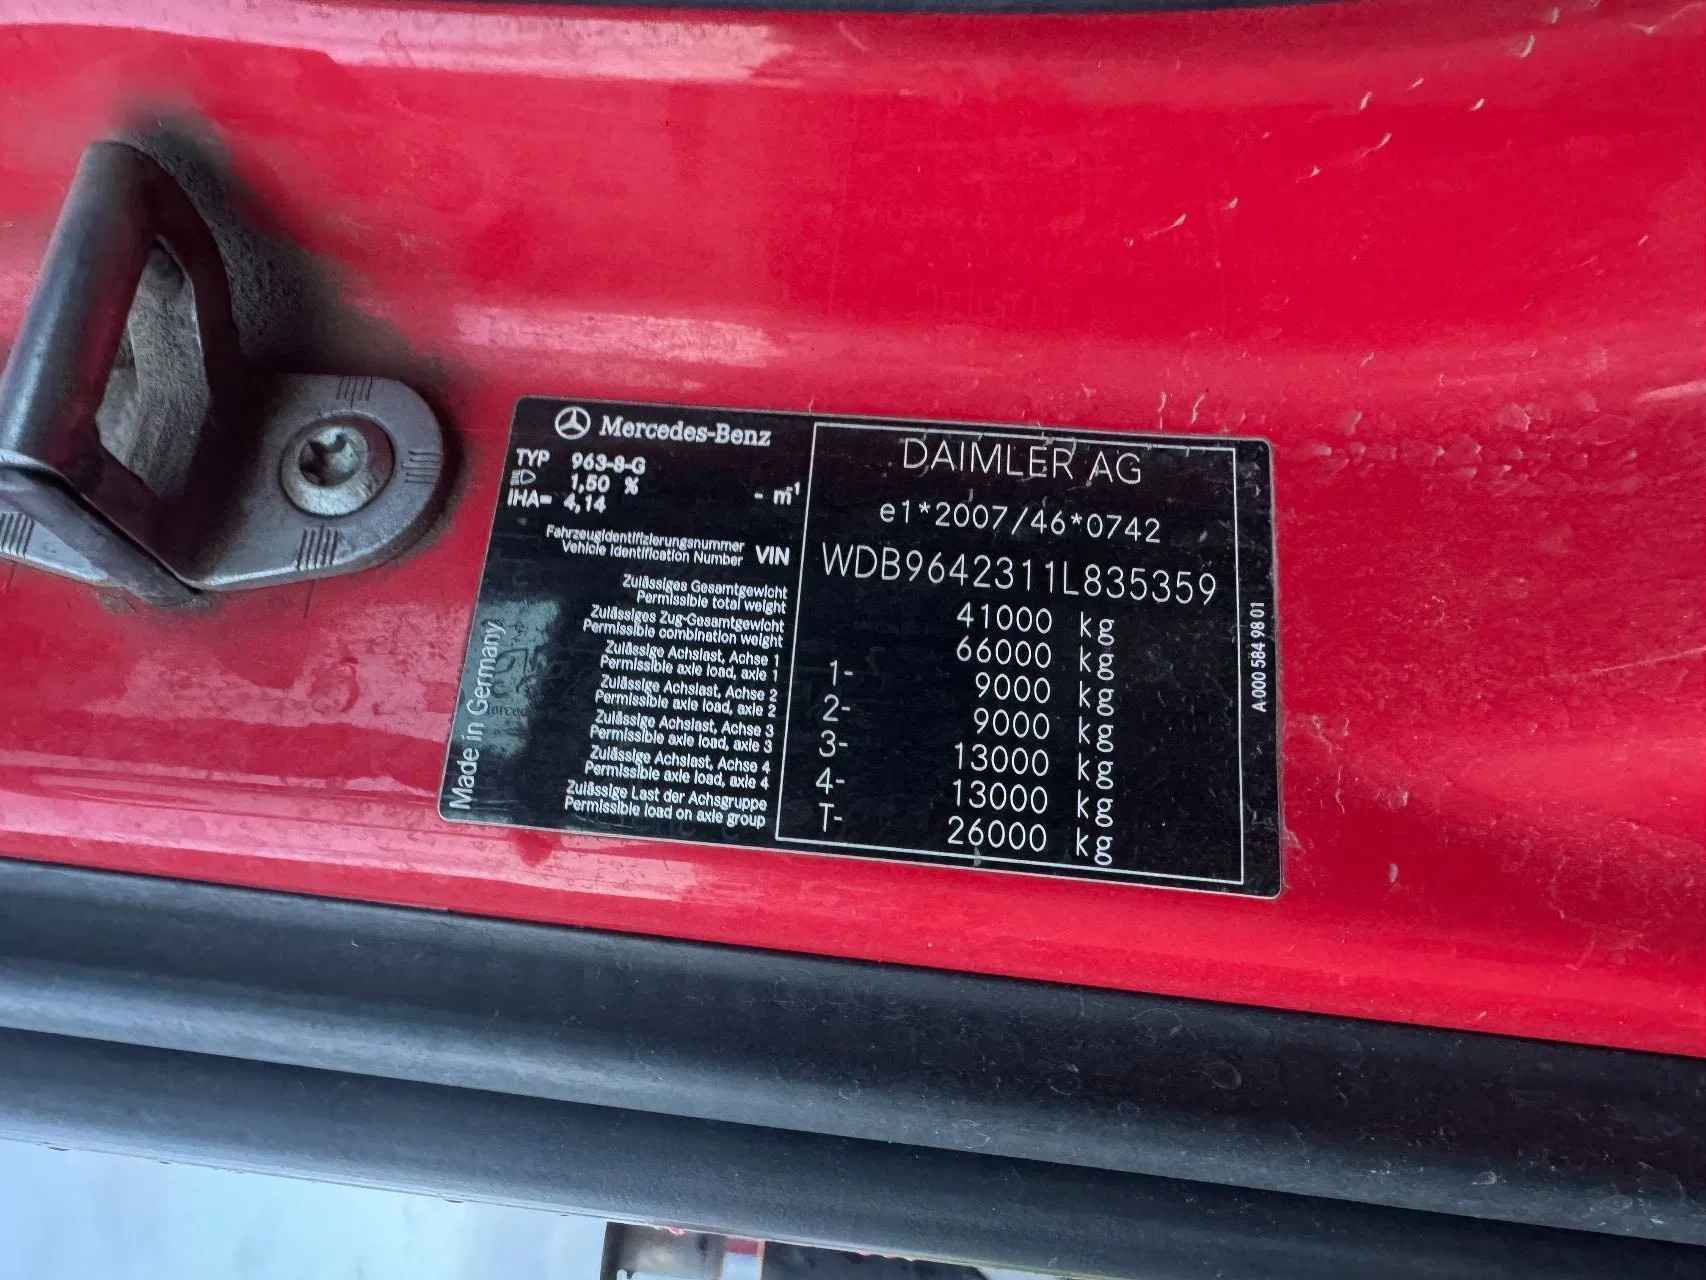 Mercedes-Benz
TYP 963-8-G
1,50 %
IHA= 4,14
- m¹
DAIMLER AG
e1*2007/46*0742
Fahrzeugidentifizierungsnummer
Vehicle Identification Number VIN
WDB9642311L835359
Zulässiges Gesamtgewicht
Permissible total weight
41000 kg
Zulässiges Zug-Gesamtgewicht
Permissible combination weight
66000 kg
Zulässige Achslast, Achse 1
Permissible axle load, axle 1
1- 9000 kg
Zulässige Achslast, Achse 2
Permissible axle load, axle 2
2- 9000 kg
Zulässige Achslast, Achse 3
Permissible axle load, axle 3
3- 13000 kg
Zulässige Achslast, Achse 4
Permissible axle load, axle 4
4- 13000 kg
Zulässige Last der Achsgruppe
Permissible load on axle group
T- 26000 kg
Made in Germany
A 000 584 98 01